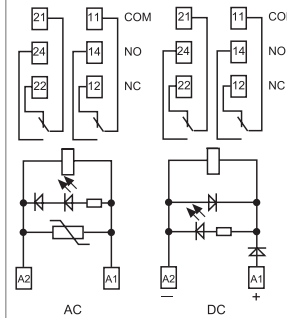 21 11 COM 21 11 COM
24 14 NO 24 14 NO
22 12 NC 22 12 NC
A2 A1 A2 A1
— +
AC DC